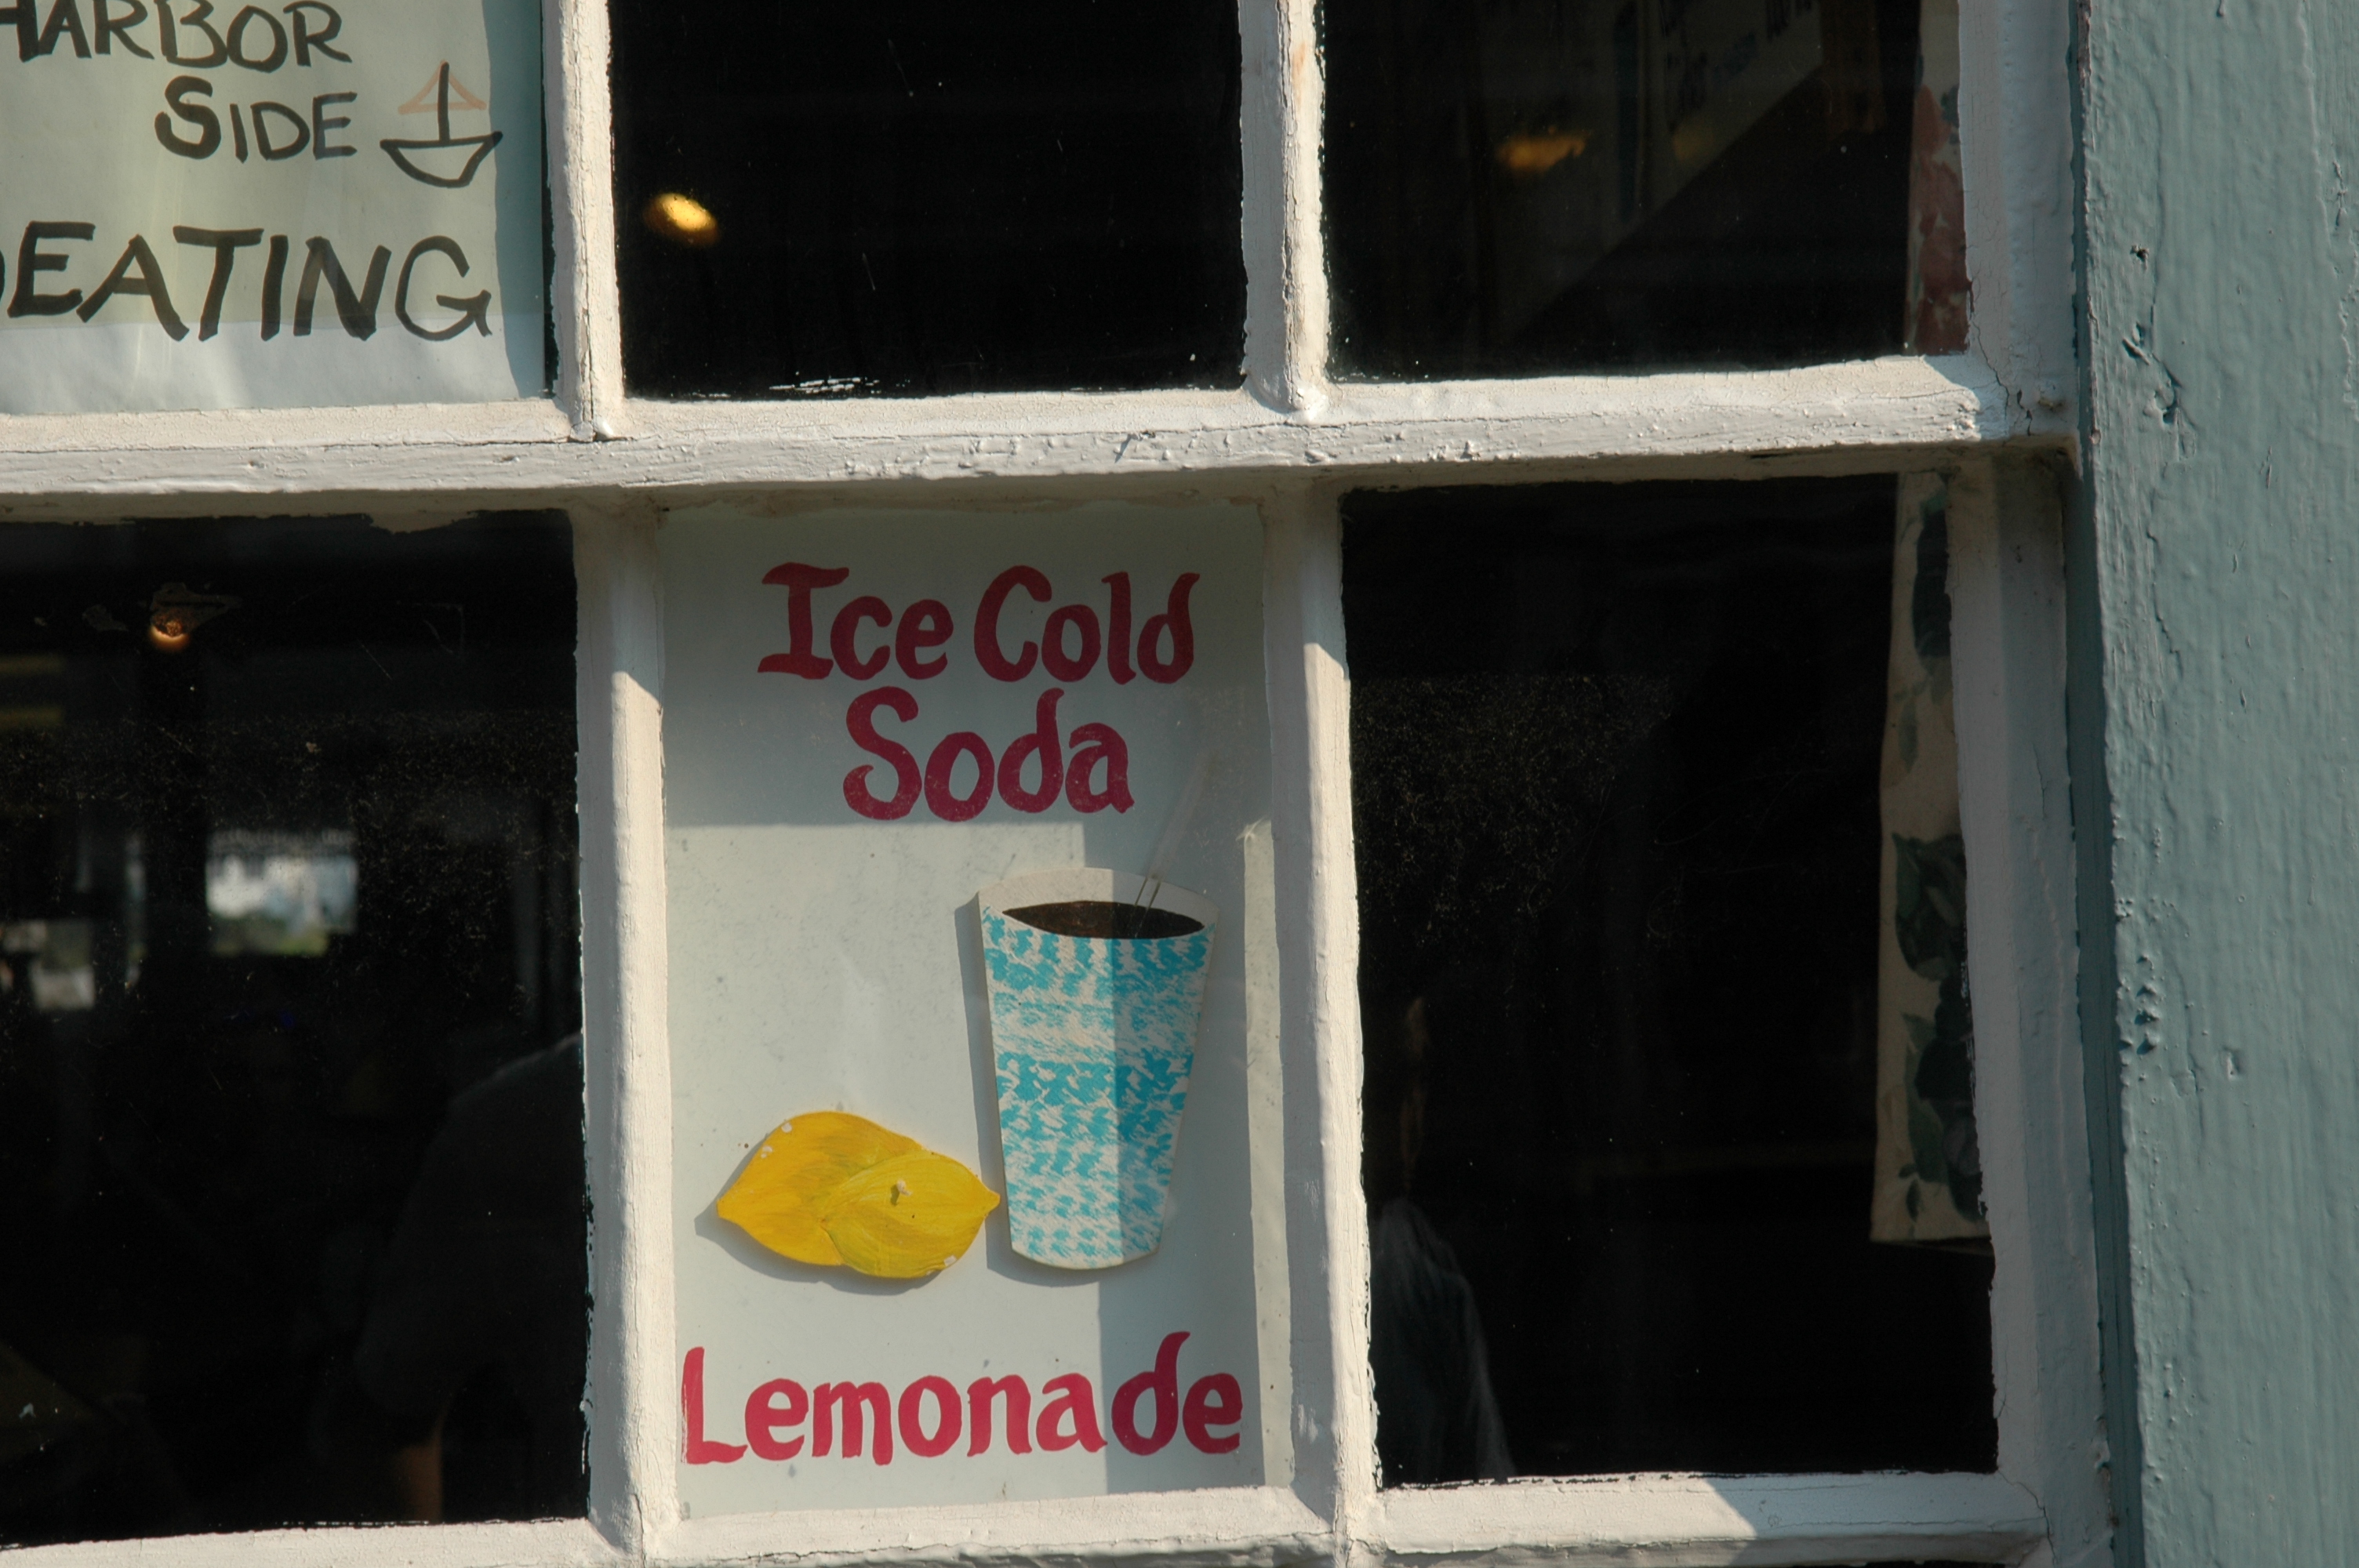 HARBOR
SIDE
EATING
Ice Cold
Soda
Lemonade